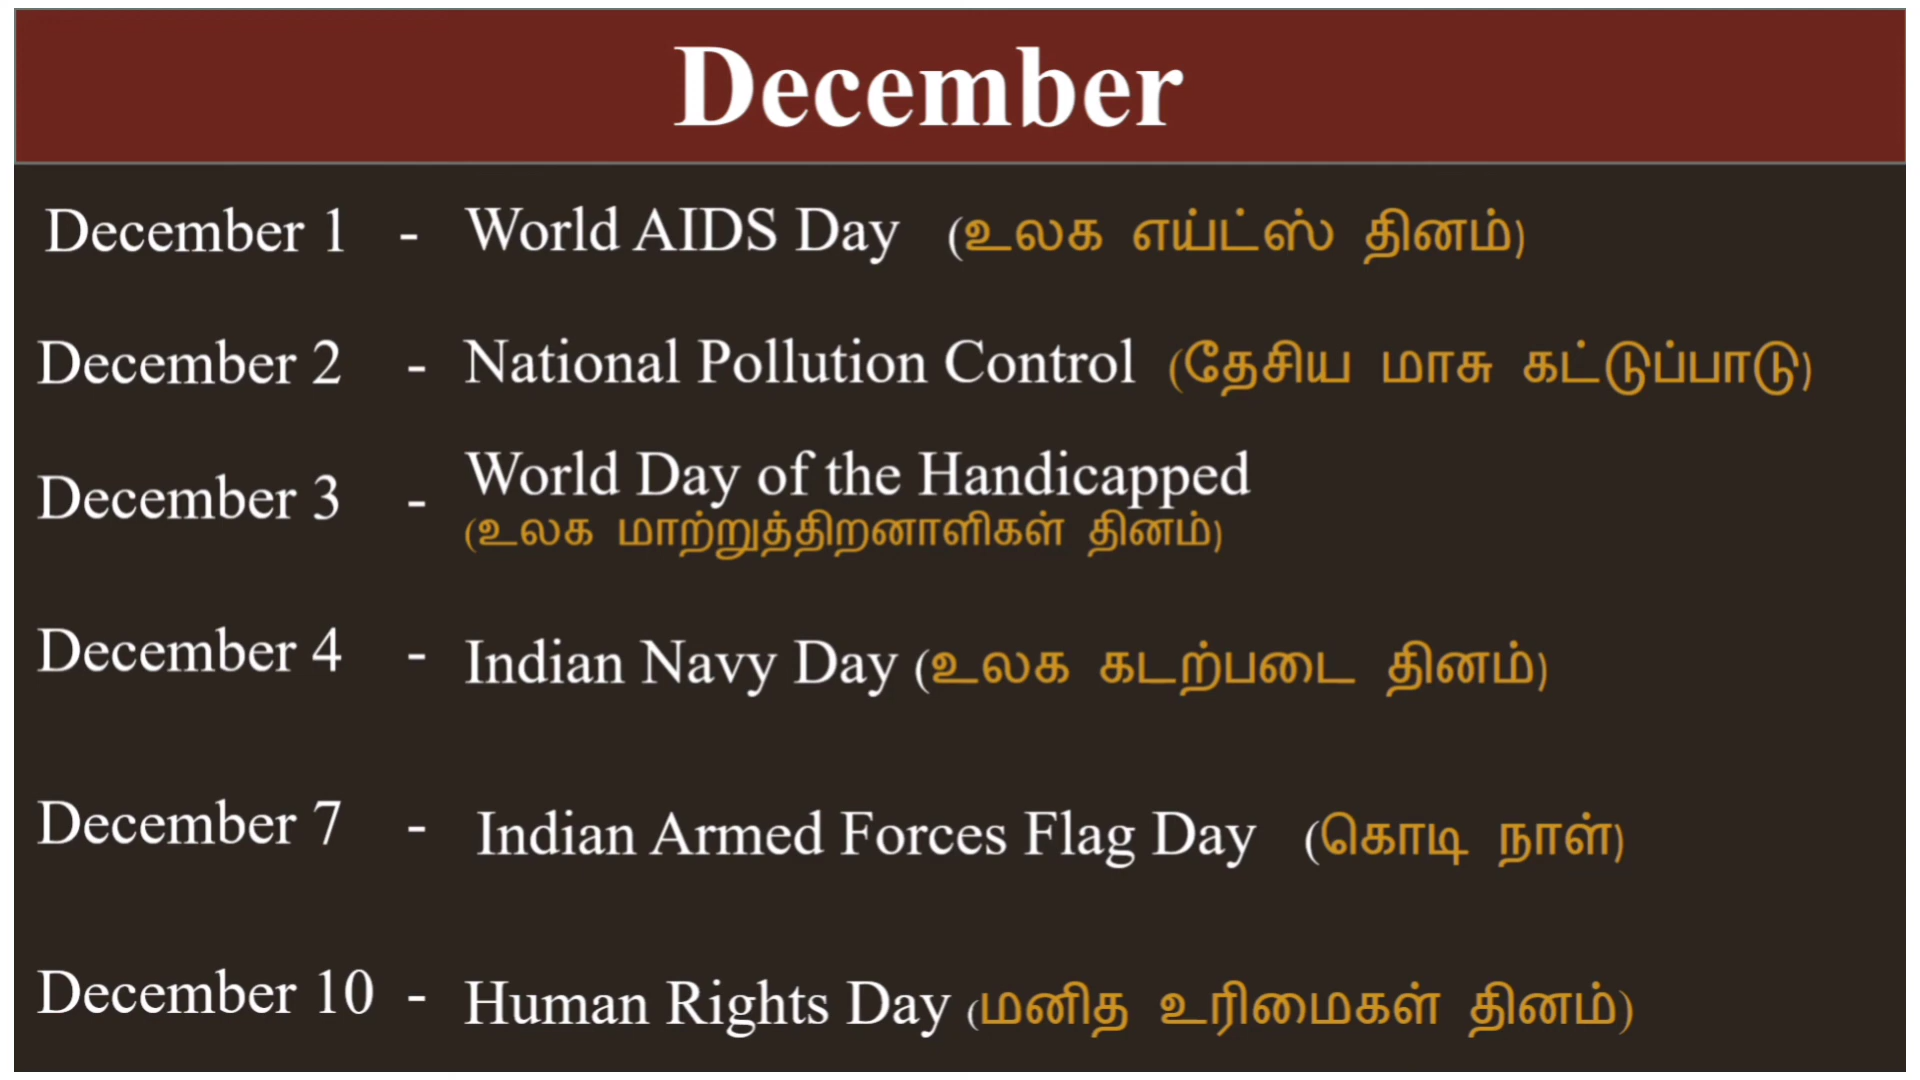 December
December 1 - World AIDS Day (உலக எய்ட்ஸ் தினம்)
December 2 - National Pollution Control (தேசிய மாசு கட்டுப்பாடு)
December 3 - World Day of the Handicapped
(உலக மாற்றுத்திறனாளிகள் தினம்)
December 4 - Indian Navy Day (உலக கடற்படை தினம்)
December 7 - Indian Armed Forces Flag Day (கொடி நாள்)
December 10 - Human Rights Day (மனித உரிமைகள் தினம்)